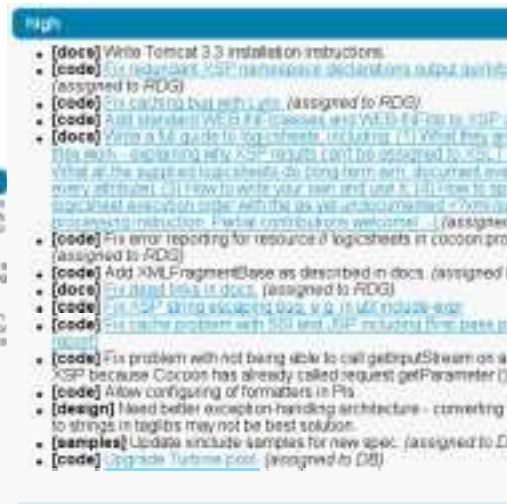 high
[docs] Write Tomcat 3.3 installation instructions.
[code] Fix redundant XSP namespace declarations output
(assigned to RDG)
[code] Fix caching bug with Lynx. (assigned to RDG)
[code] Add standard WEB-INF/classes and WEB-INF/lib to XSP
[docs] Write a full guide to logicsheets, including: (1) What they
this work - explaining why XSP results can't be assigned to XSLT
What all the supplied logicsheets do (long-term aim: document
every attribute). (3) How to write your own and use it. (4) How to
logicsheet execution order with the as yet undocumented
processing instruction. Partial contributions welcome! (assigned
[code] Fix error reporting for resource:// logicsheets in cocoon
(assigned to RDG)
[code] Add XMLFragmentBase as described in docs. (assigned
[docs] Fix dead links in docs. (assigned to RDG)
[code] Fix XSP string escaping bug, e.g. in util:include-expr
[code] Fix cache problem with SSI and JSP including (first pass
report)
[code] Fix problem with not being able to call getInputStream on a
XSP because Cocoon has already called request.getParameter()
[code] Allow configuring of formatters in PIs
[design] Need better exception-handling architecture - converting
to strings in taglibs may not be best solution.
[samples] Update xinclude samples for new spec. (assigned to
[code] Upgrade Turbine pool. (assigned to DB)